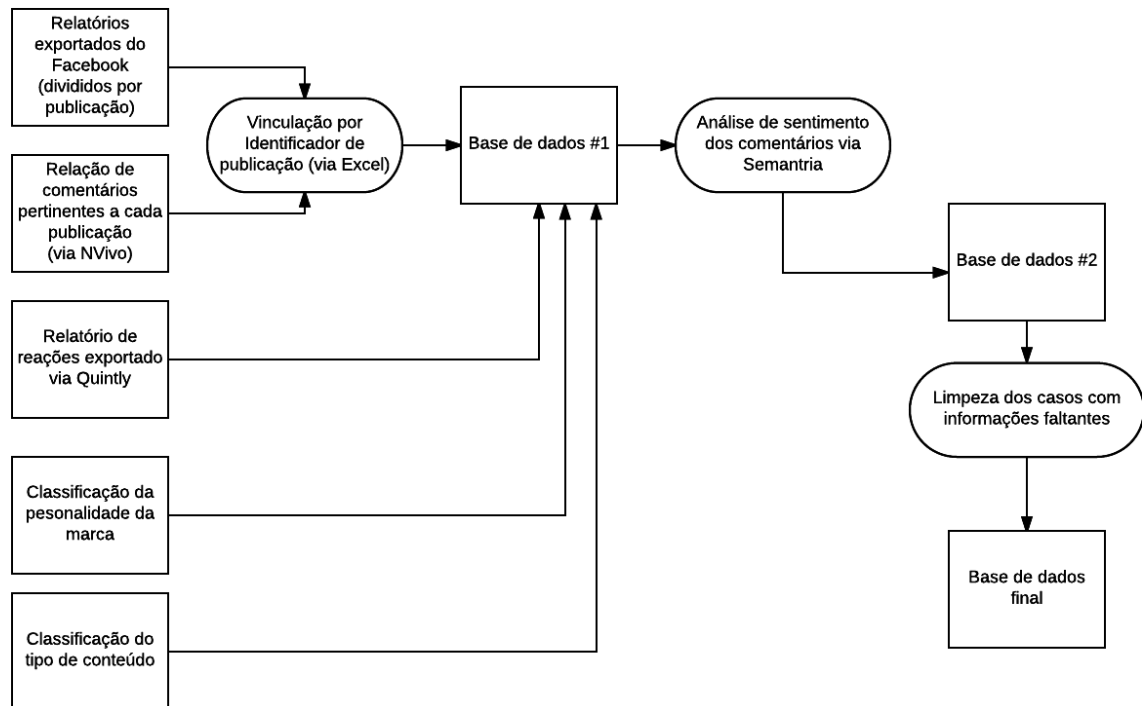 Relatórios
exportados do
Facebook
(divididos por
publicação)
Vinculação por
Identificador de
publicação (via Excel)
Base de dados #1
Análise de sentimento
dos comentários via
Semantria
Relação de
comentários
pertinentes a cada
publicação
(via NVivo)
Base de dados #2
Relatório de
reações exportado
via Quintly
Limpeza dos casos com
informações faltantes
Classificação da
pesonalidade da
marca
Base de dados
final
Classificação do
tipo de conteúdo